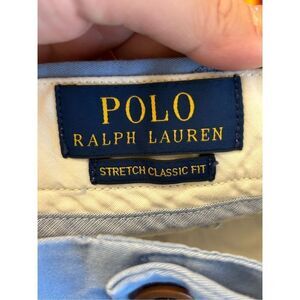 POLO
RALPH LAUREN
STRETCH CLASSIC FIT